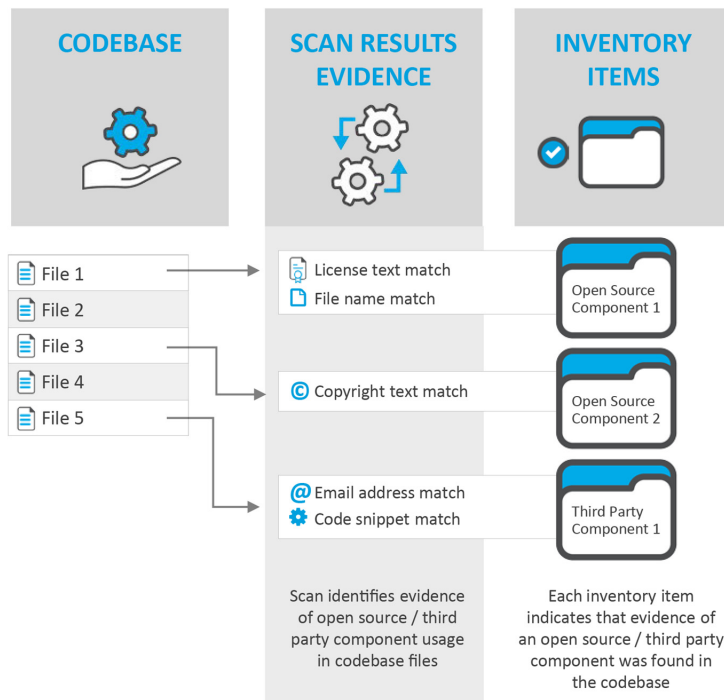 CODEBASE
SCAN RESULTS
EVIDENCE
INVENTORY
ITEMS
File 1
File 2
File 3
File 4
File 5
License text match
File name match
© Copyright text match
@ Email address match
Code snippet match
Open Source
Component 1
Open Source
Component 2
Third Party
Component 1
Scan identifies evidence
of open source / third
party component usage
in codebase files
Each inventory item
indicates that evidence of
an open source / third party
component was found in
the codebase